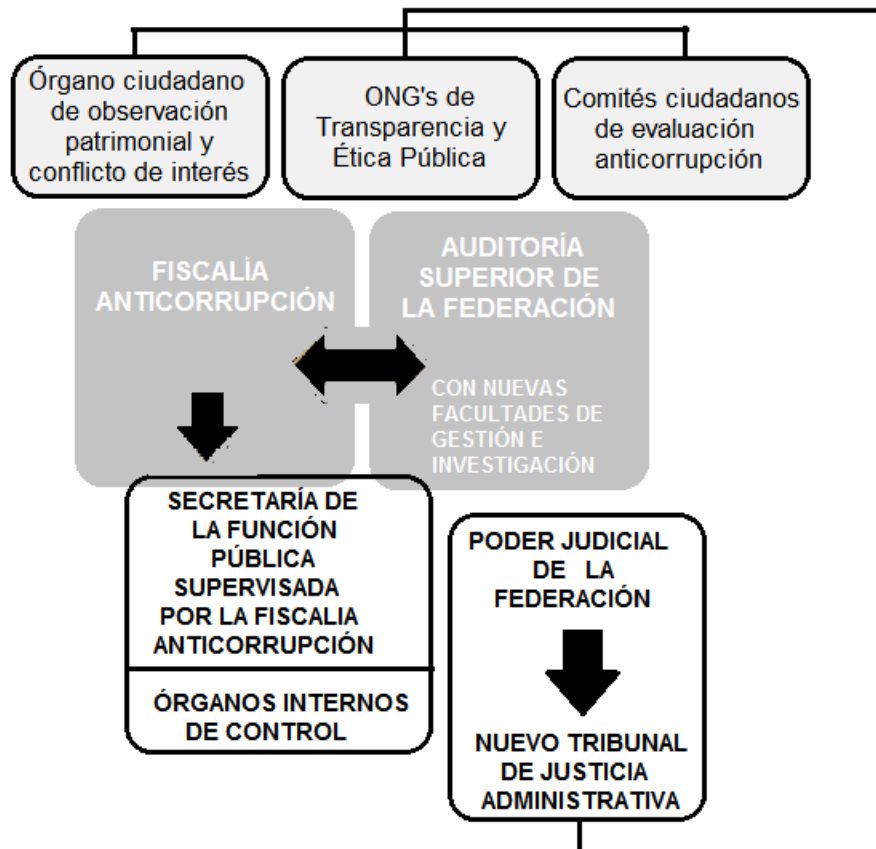 Órgano ciudadano
de observación
patrimonial y
conflicto de interés
ONG's de
Transparencia y
Ética Pública
Comités ciudadanos
de evaluación
anticorrupción
FISCALÍA
ANTICORRUPCIÓN
AUDITORÍA
SUPERIOR DE
LA FEDERACIÓN
CON NUEVAS
FACULTADES DE
GESTIÓN E
INVESTIGACIÓN
SECRETARÍA DE
LA FUNCIÓN
PÚBLICA
SUPERVISADA
POR LA FISCALIA
ANTICORRUPCIÓN
ÓRGANOS INTERNOS
DE CONTROL
PODER JUDICIAL
DE LA
FEDERACIÓN
NUEVO TRIBUNAL
DE JUSTICIA
ADMINISTRATIVA